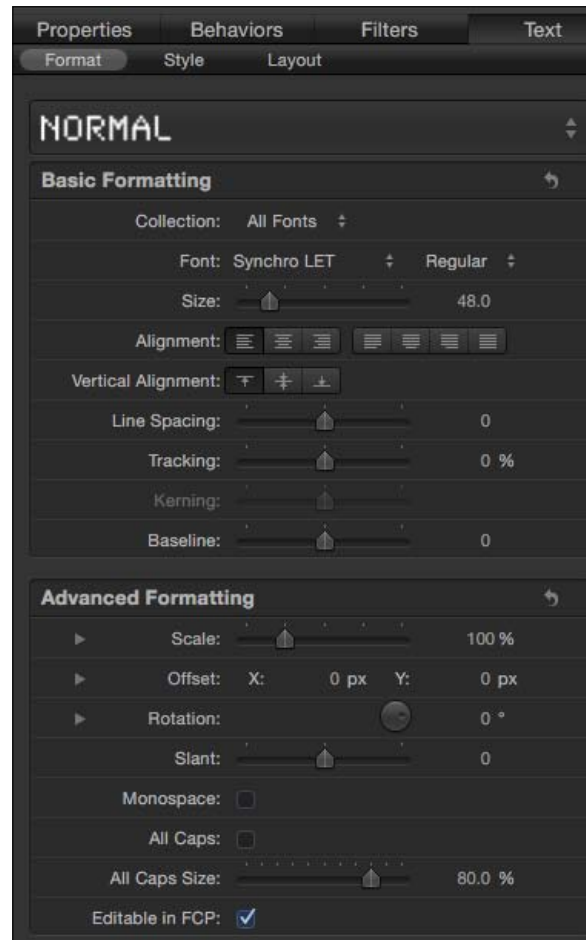 Properties Behaviors Filters Text
Format Style Layout
NORMAL
Basic Formatting
Collection: All Fonts
Font: Synchro LET Regular
Size: 48.0
Alignment:
Vertical Alignment:
Line Spacing: 0
Tracking: 0 %
Kerning:
Baseline: 0
Advanced Formatting
Scale: 100 %
Offset: X: 0 px Y: 0 px
Rotation: 0 °
Slant: 0
Monospace:
All Caps:
All Caps Size: 80.0 %
Editable in FCP: